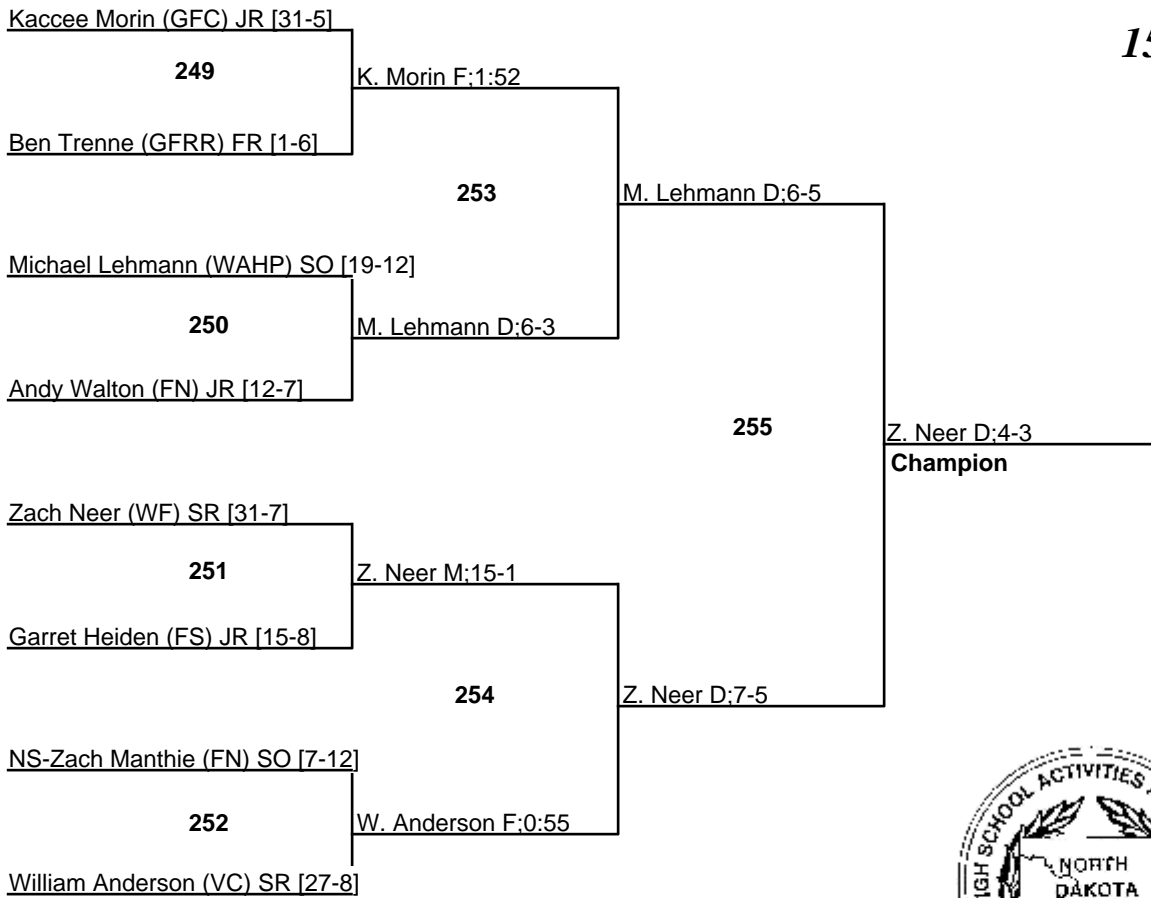 Kaccee Morin (GFC) JR [31-5]
15
249
K. Morin F;1:52
Ben Trenne (GFRR) FR [1-6]
253
M. Lehmann D;6-5
Michael Lehmann (WAHP) SO [19-12]
250
M. Lehmann D;6-3
Andy Walton (FN) JR [12-7]
255
Z. Neer D;4-3
Champion
Zach Neer (WF) SR [31-7]
251
Z. Neer M;15-1
Garret Heiden (FS) JR [15-8]
254
Z. Neer D;7-5
NS-Zach Manthie (FN) SO [7-12]
252
W. Anderson F;0:55
William Anderson (VC) SR [27-8]
IGH SCHOOL ACTIVITIES
NORTH
DAKOTA